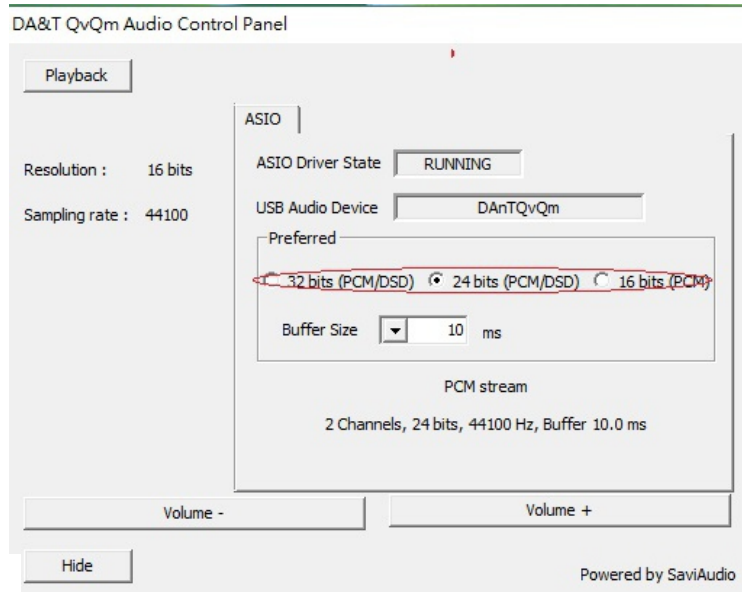 DA&T QvQm Audio Control Panel
Playback
ASIO
Resolution : 16 bits
ASIO Driver State RUNNING
Sampling rate : 44100
USB Audio Device DAnTQvQm
Preferred
32 bits (PCM/DSD) 24 bits (PCM/DSD) 16 bits (PCM)
Buffer Size 10 ms
PCM stream
2 Channels, 24 bits, 44100 Hz, Buffer 10.0 ms
Volume - Volume +
Hide
Powered by SaviAudio